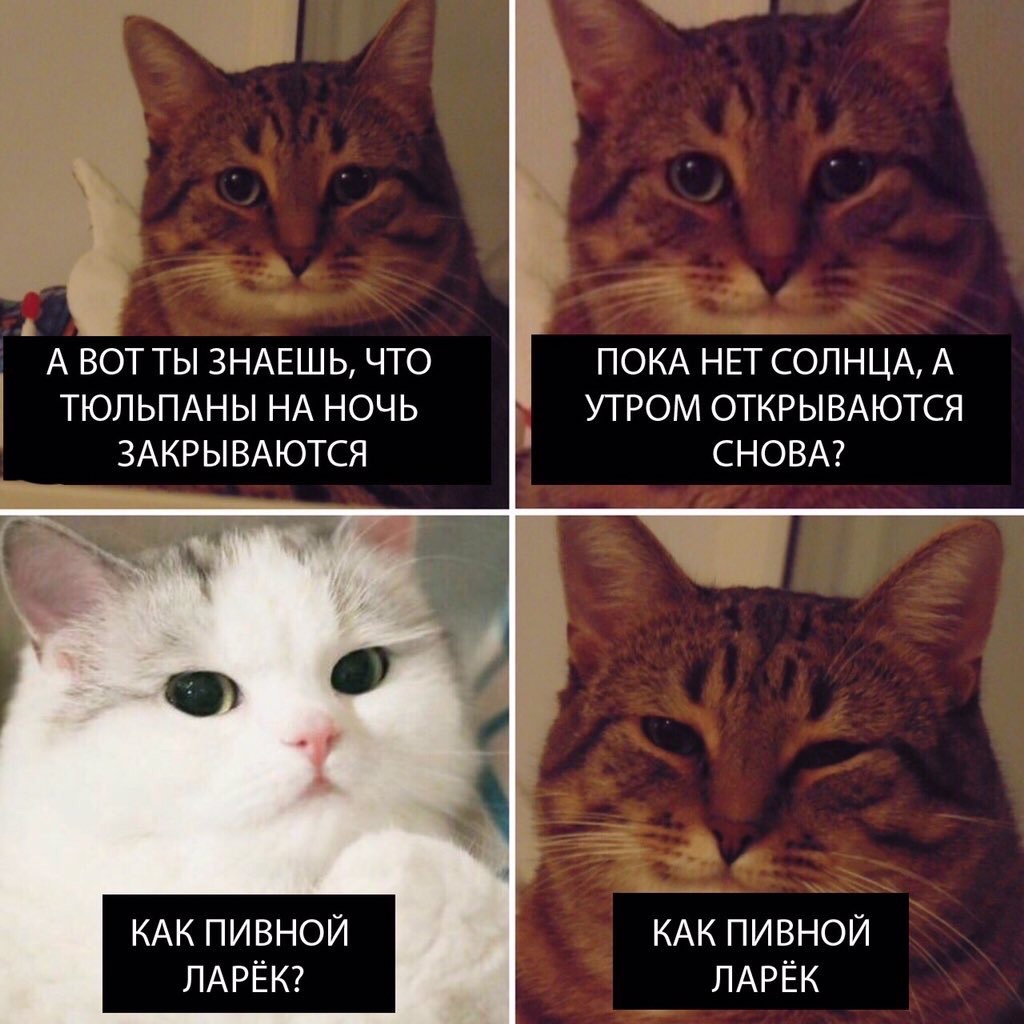 А ВОТ ТЫ ЗНАЕШЬ, ЧТО
ТЮЛЬПАНЫ НА НОЧЬ
ЗАКРЫВАЮТСЯ
ПОКА НЕТ СОЛНЦА, А
УТРОМ ОТКРЫВАЮТСЯ
СНОВА?
КАК ПИВНОЙ
ЛАРЁК?
КАК ПИВНОЙ
ЛАРЁК